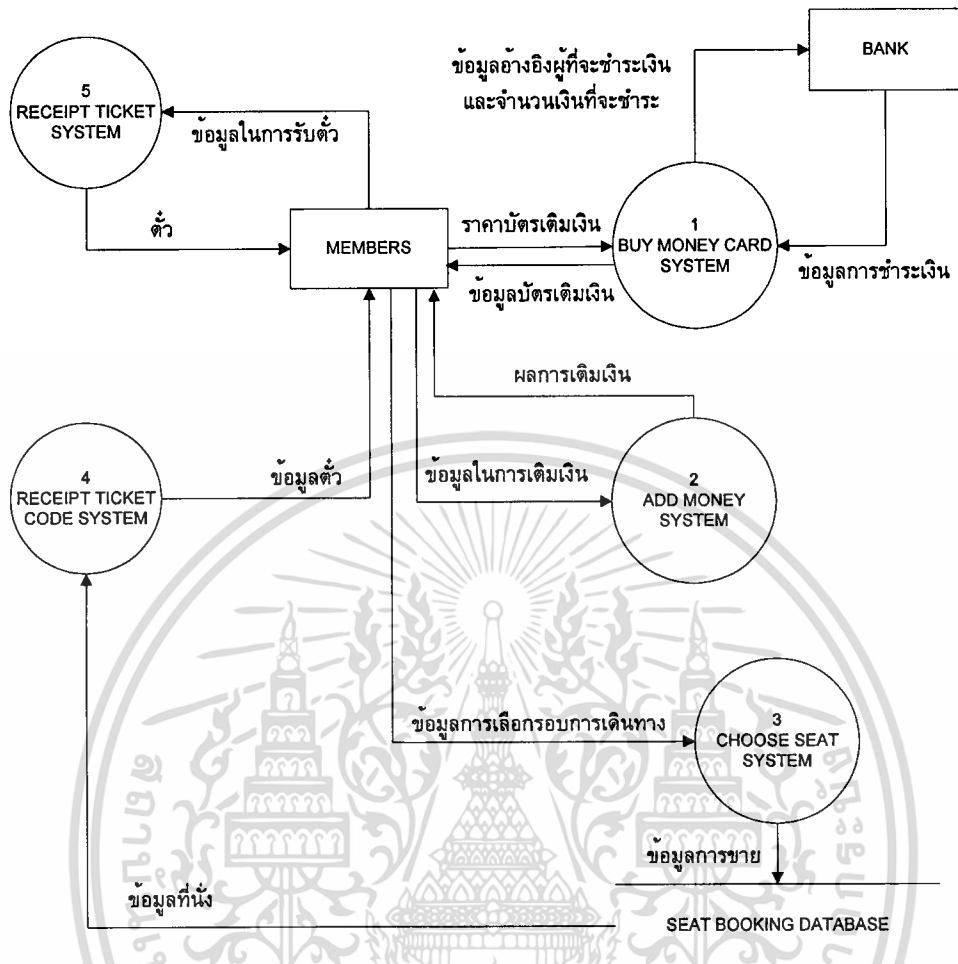 BANK
ข้อมูลอ้างอิงผู้ที่จะชำระเงิน
และจำนวนเงินที่จะชำระ
5
RECEIPT TICKET
SYSTEM
ข้อมูลในการรับตั๋ว
ตั๋ว
MEMBERS
ราคาบัตรเติมเงิน
ข้อมูลบัตรเติมเงิน
1
BUY MONEY CARD
SYSTEM
ข้อมูลการชำระเงิน
ผลการเติมเงิน
4
RECEIPT TICKET
CODE SYSTEM
ข้อมูลตั๋ว
ข้อมูลในการเติมเงิน
2
ADD MONEY
SYSTEM
ข้อมูลการเลือกรอบการเดินทาง
3
CHOOSE SEAT
SYSTEM
ข้อมูลการขาย
ข้อมูลที่นั่ง
SEAT BOOKING DATABASE